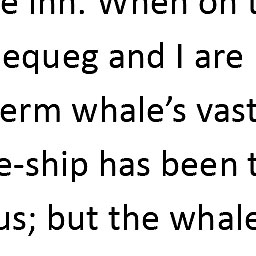 e inn. When on t
equeg and I are
erm whale’s vast
e-ship has been t
us; but the whale